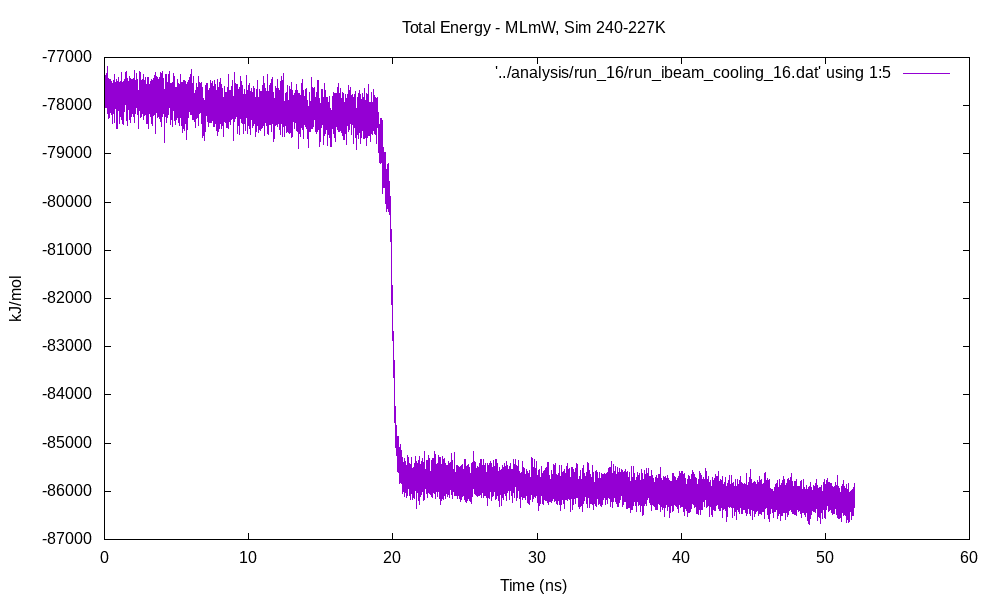 Total Energy - MLmW, Sim 240-227K
'../analysis/run_16/run_ibeam_cooling_16.dat' using 1:5
-77000
-78000
-79000
-80000
-81000
-82000
-83000
-84000
-85000
-86000
-87000
kJ/mol
0 10 20 30 40 50 60
Time (ns)